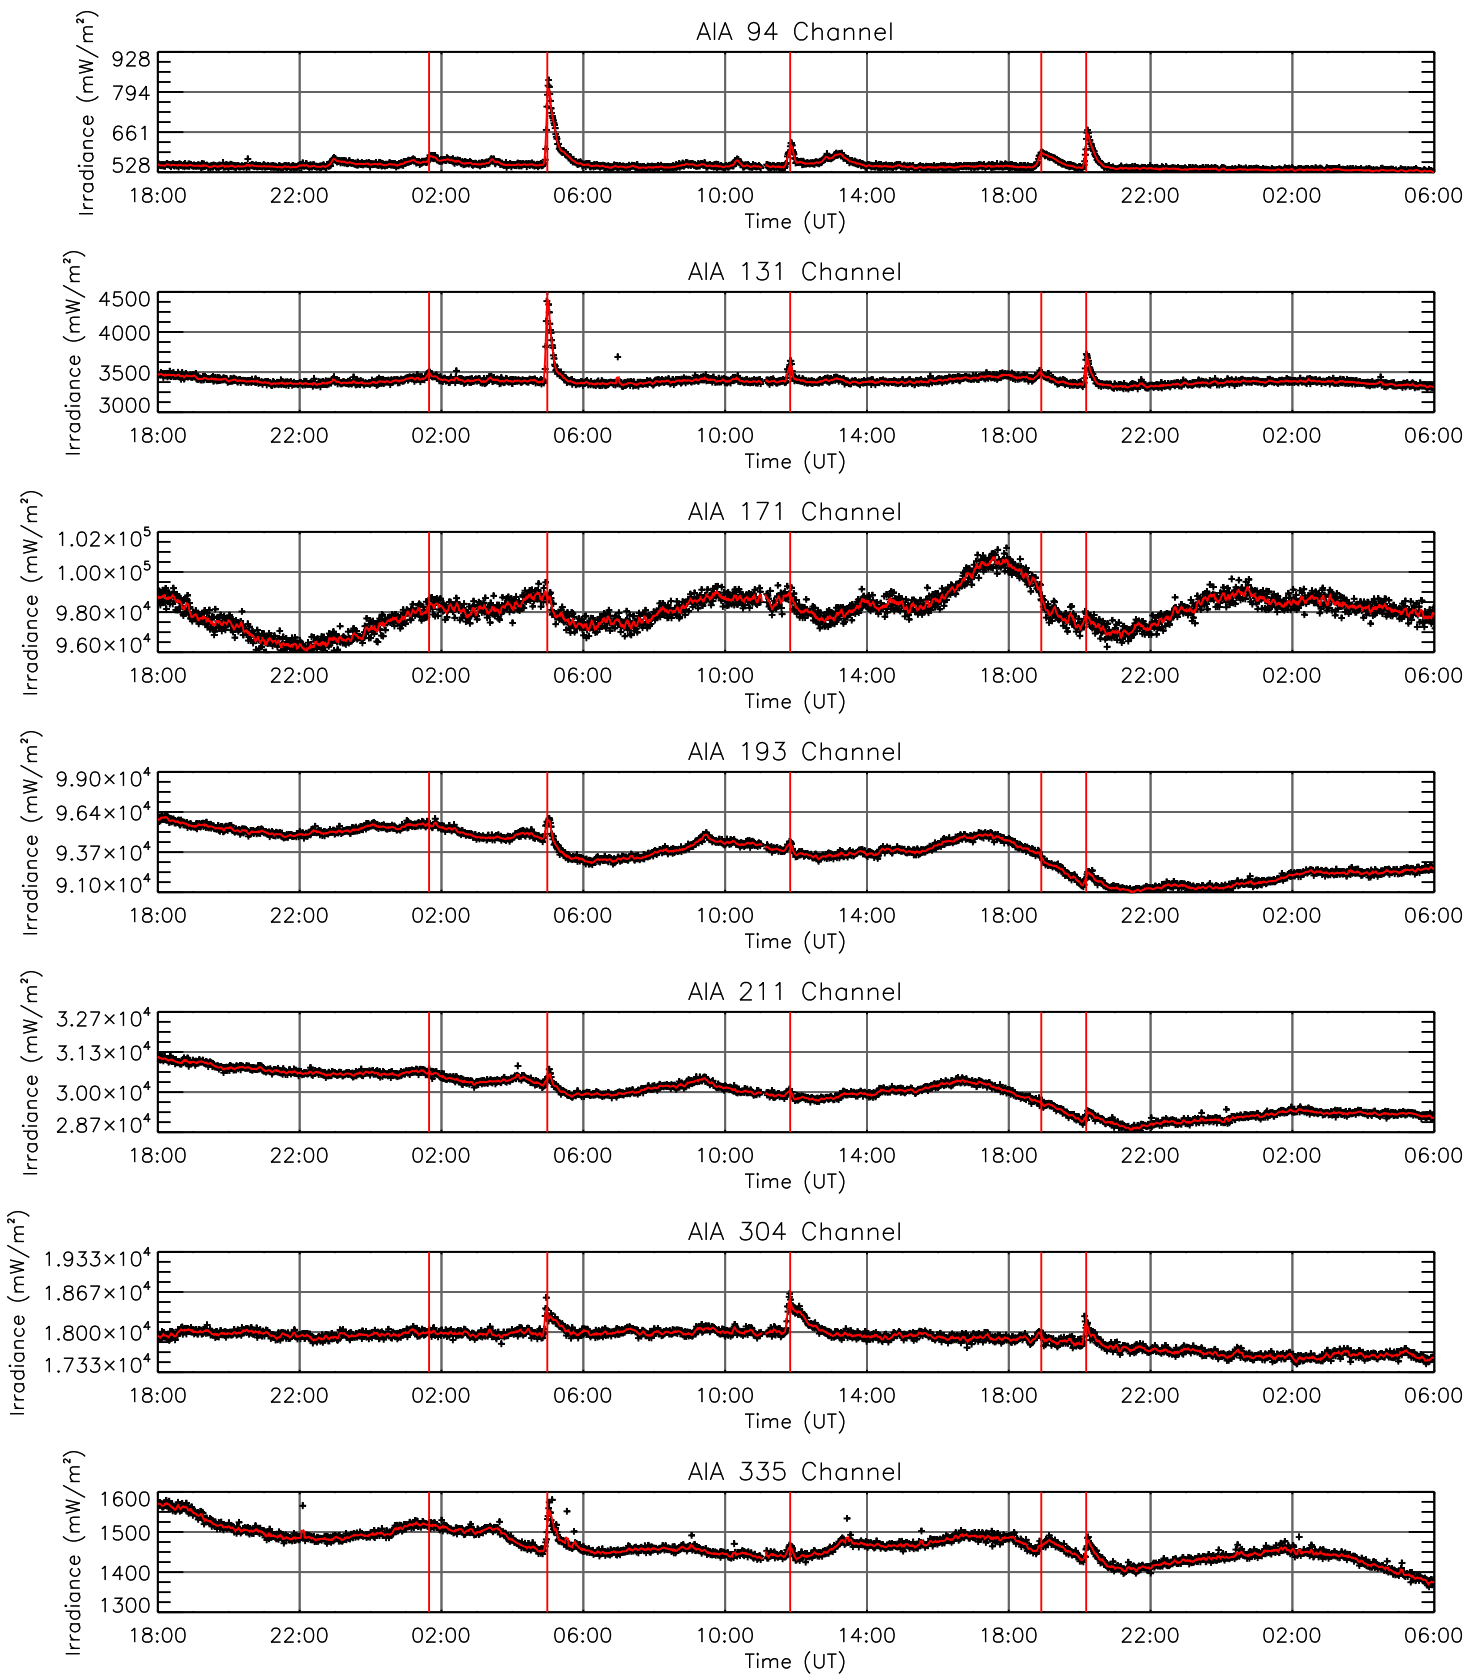 AIA 94 Channel
Irradiance (mW/m²)
928
794
661
528
18:00 22:00 02:00 06:00 10:00 14:00 18:00 22:00 02:00 06:00
Time (UT)
AIA 131 Channel
Irradiance (mW/m²)
4500
4000
3500
3000
18:00 22:00 02:00 06:00 10:00 14:00 18:00 22:00 02:00 06:00
Time (UT)
AIA 171 Channel
Irradiance (mW/m²)
1.02×10⁵
1.00×10⁵
9.80×10⁴
9.60×10⁴
18:00 22:00 02:00 06:00 10:00 14:00 18:00 22:00 02:00 06:00
Time (UT)
AIA 193 Channel
Irradiance (mW/m²)
9.90×10⁴
9.64×10⁴
9.37×10⁴
9.10×10⁴
18:00 22:00 02:00 06:00 10:00 14:00 18:00 22:00 02:00 06:00
Time (UT)
AIA 211 Channel
Irradiance (mW/m²)
3.27×10⁴
3.13×10⁴
3.00×10⁴
2.87×10⁴
18:00 22:00 02:00 06:00 10:00 14:00 18:00 22:00 02:00 06:00
Time (UT)
AIA 304 Channel
Irradiance (mW/m²)
1.933×10⁴
1.867×10⁴
1.800×10⁴
1.733×10⁴
18:00 22:00 02:00 06:00 10:00 14:00 18:00 22:00 02:00 06:00
Time (UT)
AIA 335 Channel
Irradiance (mW/m²)
1600
1500
1400
1300
18:00 22:00 02:00 06:00 10:00 14:00 18:00 22:00 02:00 06:00
Time (UT)